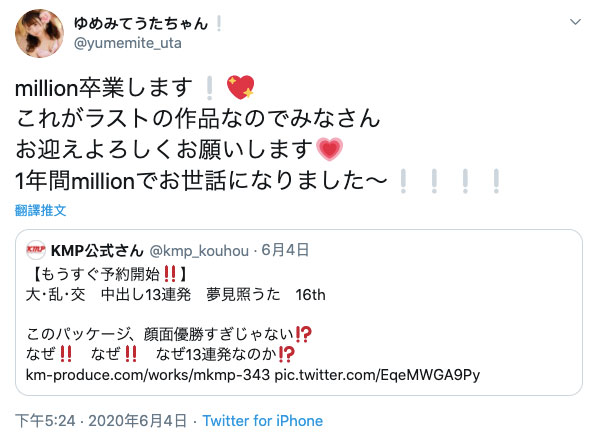 ゆめみてうたちゃん❕
@yumemite_uta
million卒業します❕💖
これがラストの作品なのでみなさん
お迎えよろしくお願いします💗
1年間millionでお世話になりました〜❕❕❕❕
翻譯推文
KMP KMP公式さん @kmp_kouhou · 6月4日
【もうすぐ予約開始‼️】
大･乱･交　中出し13連発　夢見照うた　16th
このパッケージ、顔面優勝すぎじゃない⁉️
なぜ‼️　なぜ‼️　なぜ13連発なのか⁉️
km-produce.com/works/mkmp-343 pic.twitter.com/EqeMWGA9Py
下午5:24 · 2020年6月4日 · Twitter for iPhone